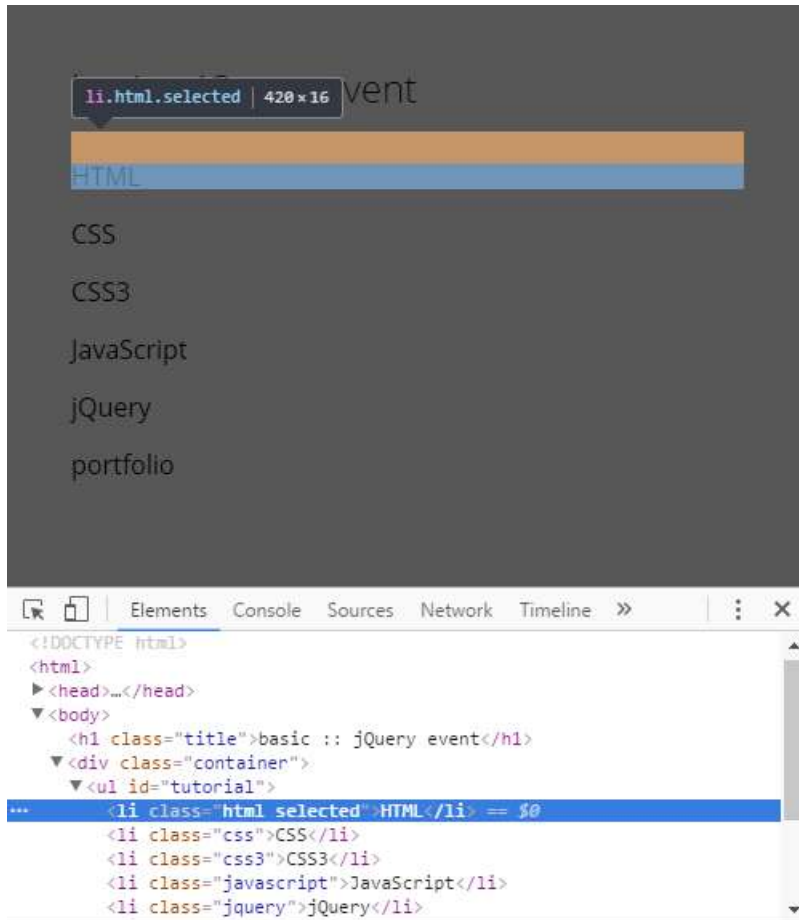 vent
li.html.selected | 420×16
HTML
CSS
CSS3
JavaScript
jQuery
portfolio
Elements Console Sources Network Timeline »
<!DOCTYPE html>
<html>
▶<head>…</head>
▼<body>
<h1 class="title">basic :: jQuery event</h1>
▼<div class="container">
▼<ul id="tutorial">
... <li class="html selected">HTML</li> == $0
<li class="css">CSS</li>
<li class="css3">CSS3</li>
<li class="javascript">JavaScript</li>
<li class="jquery">jQuery</li>